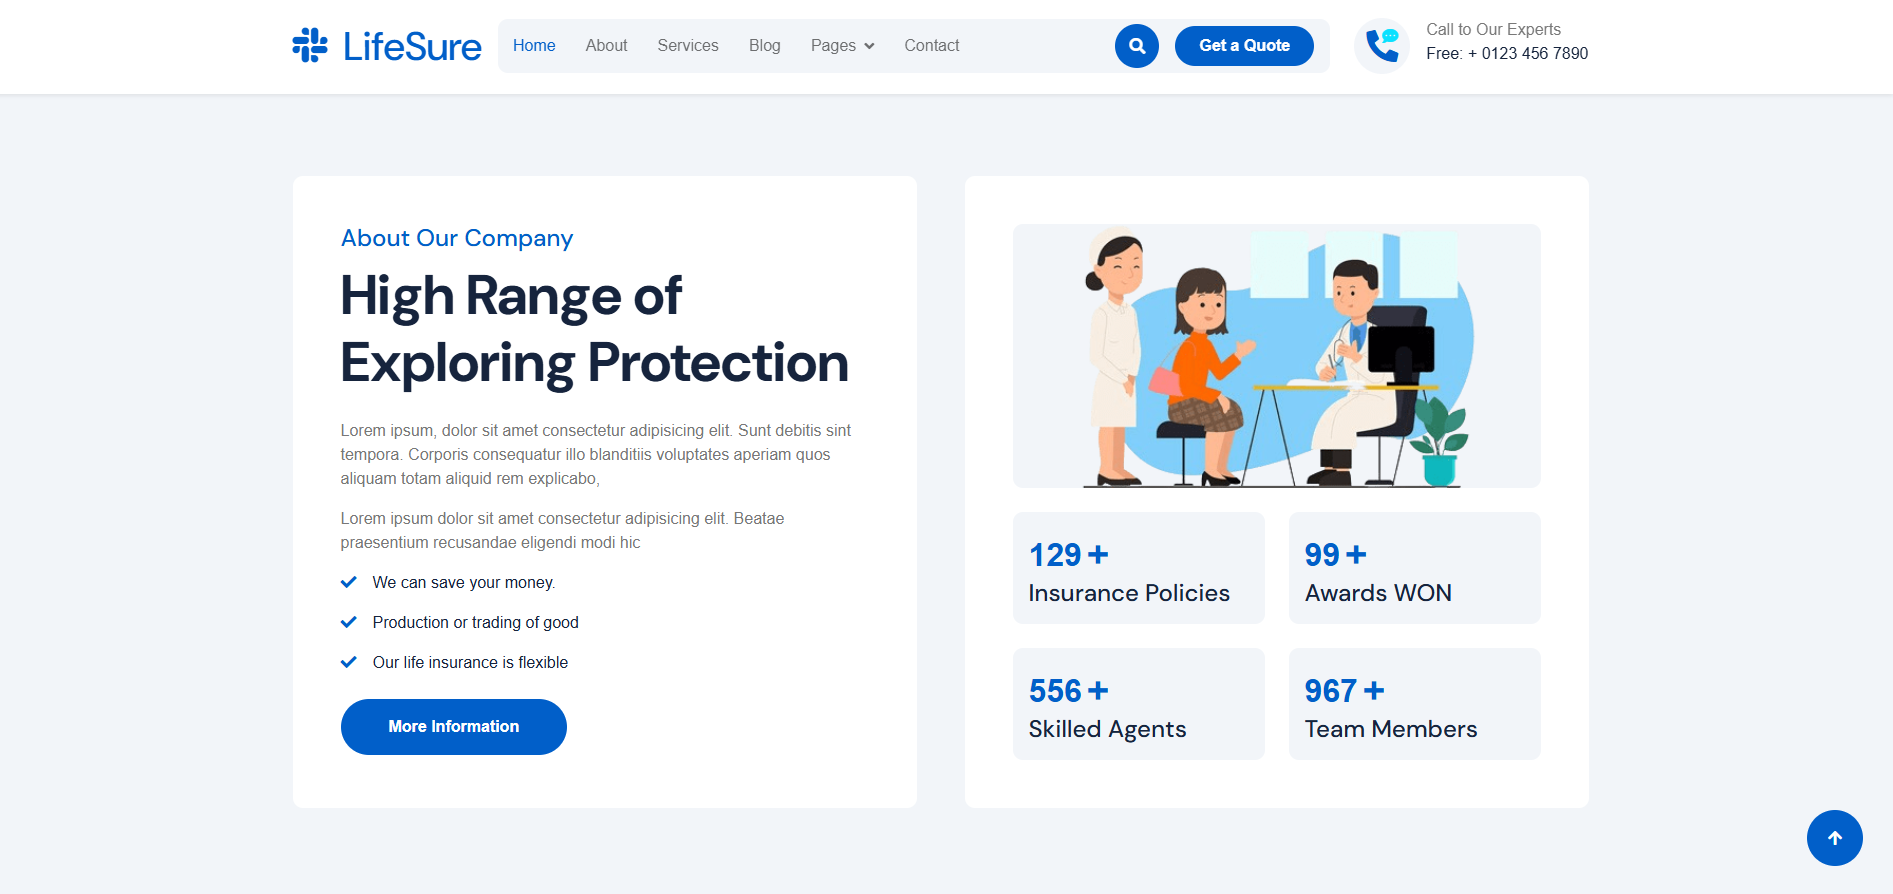 LifeSure
Home About Services Blog Pages Contact
Get a Quote
Call to Our Experts
Free: + 0123 456 7890
About Our Company
High Range of
Exploring Protection
Lorem ipsum, dolor sit amet consectetur adipisicing elit. Sunt debitis sint
tempora. Corporis consequatur illo blanditiis voluptates aperiam quos
aliquam totam aliquid rem explicabo,
Lorem ipsum dolor sit amet consectetur adipisicing elit. Beatae
praesentium recusandae eligendi modi hic
We can save your money.
Production or trading of good
Our life insurance is flexible
More Information
129 +
Insurance Policies
99 +
Awards WON
556 +
Skilled Agents
967 +
Team Members